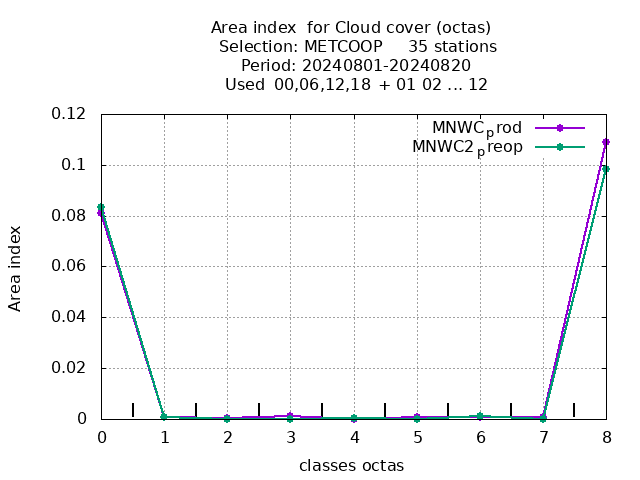 Area index  for Cloud cover (octas)
Selection: METCOOP     35 stations
Period: 20240801-20240820
Used  00,06,12,18 + 01 02 ... 12
MNWC_prod
MNWC2_preop
0.12
0.1
0.08
0.06
0.04
0.02
0
Area index
0 1 2 3 4 5 6 7 8
classes octas